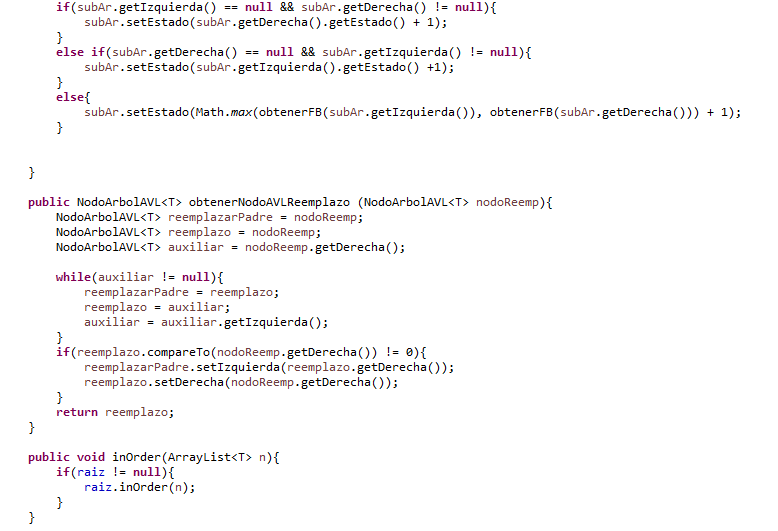 if(subAr.getIzquierda() == null && subAr.getDerecha() != null){
subAr.setEstado(subAr.getDerecha().getEstado() + 1);
}
else if(subAr.getDerecha() == null && subAr.getIzquierda() != null){
subAr.setEstado(subAr.getIzquierda().getEstado() +1);
}
else{
subAr.setEstado(Math.max(obtenerFB(subAr.getIzquierda()), obtenerFB(subAr.getDerecha())) + 1);
}
}
public NodoArbolAVL<T> obtenerNodoAVLReemplazo (NodoArbolAVL<T> nodoReemp){
NodoArbolAVL<T> reemplazarPadre = nodoReemp;
NodoArbolAVL<T> reemplazo = nodoReemp;
NodoArbolAVL<T> auxiliar = nodoReemp.getDerecha();
while(auxiliar != null){
reemplazarPadre = reemplazo;
reemplazo = auxiliar;
auxiliar = auxiliar.getIzquierda();
}
if(reemplazo.compareTo(nodoReemp.getDerecha()) != 0){
reemplazarPadre.setIzquierda(reemplazo.getDerecha());
reemplazo.setDerecha(nodoReemp.getDerecha());
}
return reemplazo;
}
public void inOrder(ArrayList<T> n){
if(raiz != null){
raiz.inOrder(n);
}
}